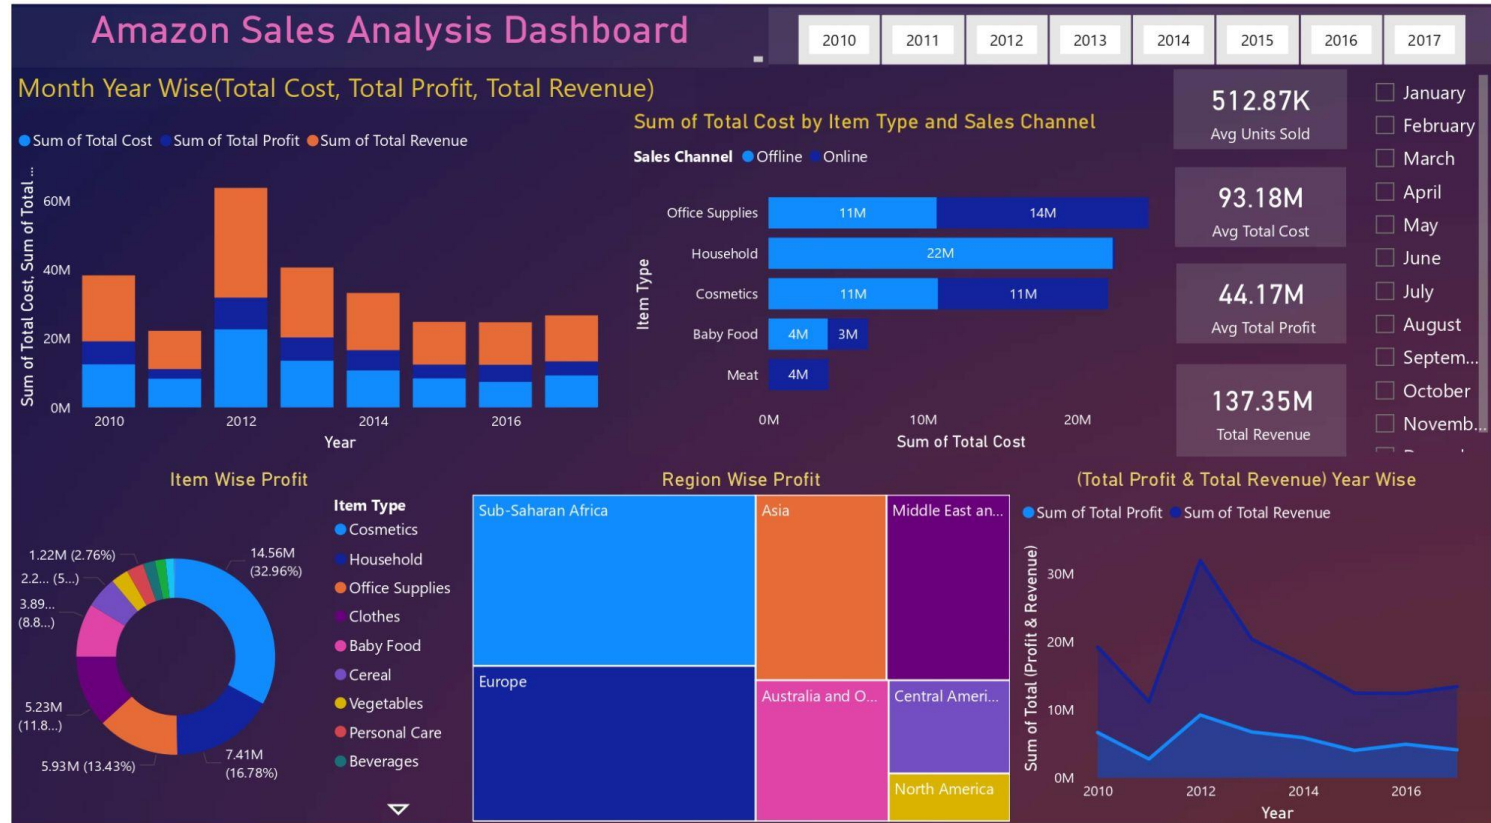 Amazon Sales Analysis Dashboard
2010 2011 2012 2013 2014 2015 2016 2017
Month Year Wise(Total Cost, Total Profit, Total Revenue)
Sum of Total Cost Sum of Total Profit Sum of Total Revenue
Sum of Total Cost, Sum of Total ...
60M
40M
20M
0M
2010 2012 2014 2016
Year
Sum of Total Cost by Item Type and Sales Channel
Sales Channel Offline Online
Item Type
Office Supplies 11M 14M
Household 22M
Cosmetics 11M 11M
Baby Food 4M 3M
Meat 4M
0M 10M 20M
Sum of Total Cost
512.87K
Avg Units Sold
93.18M
Avg Total Cost
44.17M
Avg Total Profit
137.35M
Total Revenue
January
February
March
April
May
June
July
August
Septem...
October
Novemb...
Item Wise Profit
14.56M
(32.96%)
7.41M
(16.78%)
5.93M (13.43%)
5.23M
(11.8...)
3.89...
(8.8...)
2.2... (5...)
1.22M (2.76%)
Item Type
Cosmetics
Household
Office Supplies
Clothes
Baby Food
Cereal
Vegetables
Personal Care
Beverages
Region Wise Profit
Sub-Saharan Africa
Europe
Asia
Middle East an...
Australia and O...
Central Ameri...
North America
(Total Profit & Total Revenue) Year Wise
Sum of Total Profit Sum of Total Revenue
Sum of Total (Profit & Revenue)
30M
20M
10M
0M
2010 2012 2014 2016
Year